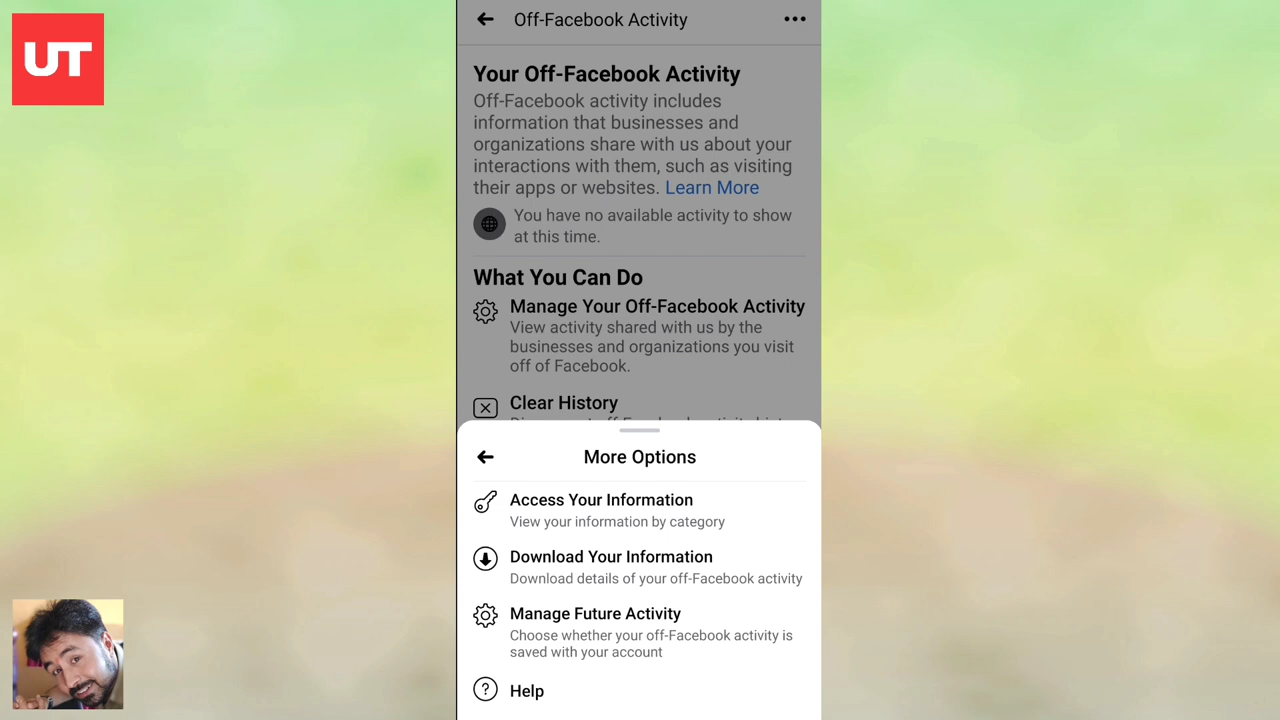 UT
Off-Facebook Activity
Your Off-Facebook Activity
Off-Facebook activity includes
information that businesses and
organizations share with us about your
interactions with them, such as visiting
their apps or websites. Learn More
You have no available activity to show
at this time.
What You Can Do
Manage Your Off-Facebook Activity
View activity shared with us by the
businesses and organizations you visit
off of Facebook.
Clear History
More Options
Access Your Information
View your information by category
Download Your Information
Download details of your off-Facebook activity
Manage Future Activity
Choose whether your off-Facebook activity is
saved with your account
Help